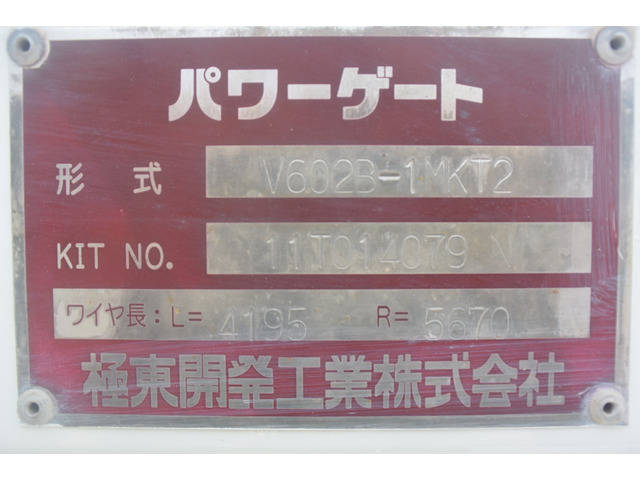 パワーゲート
形式 V602B-1MKT2
KIT NO. 11T014079 N
ワイヤ長:L= 4195 R= 5670
極東開発工業株式会社